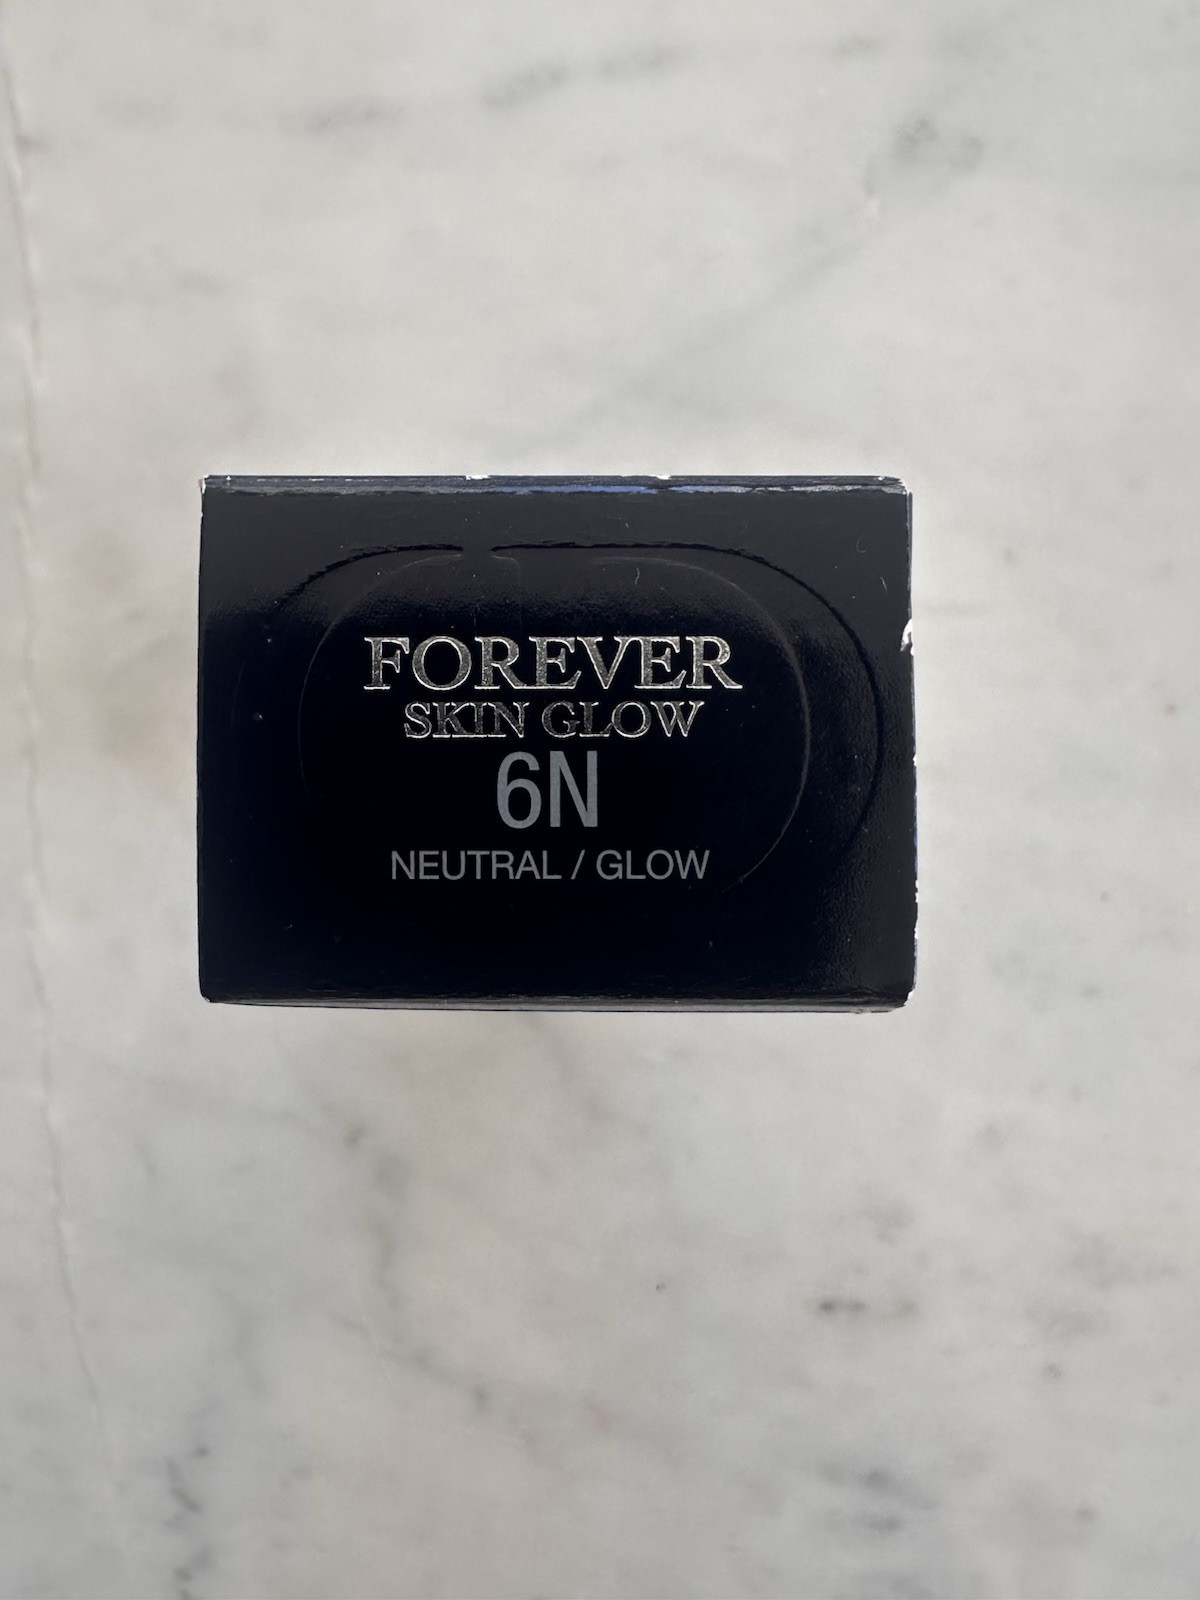 FOREVER
SKIN GLOW
6N
NEUTRAL / GLOW